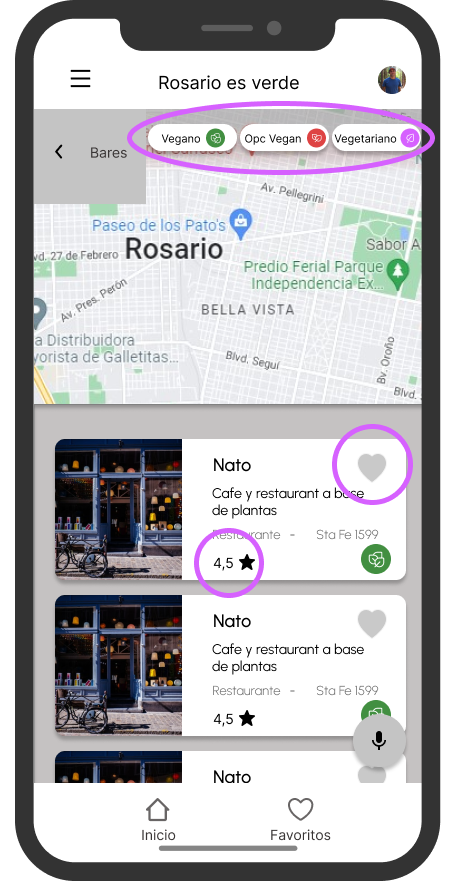 Rosario es verde
Vegano
Opc Vegan
Vegetariano
Bares
Av. Pellegrini
Paseo de los Pato's
vd. 27 de Febrero
Rosario
Sabor A
Predio Ferial Parque
Independencia Ex...
Av. Pres. Perón
BELLA VISTA
a Distribuidora
yorista de Galletitas...
Blvd. Seguí
Bv. Oroño
Blvd.
Nato
Cafe y restaurant a base
de plantas
Restaurante - Sta Fe 1599
4,5
Nato
Cafe y restaurant a base
de plantas
Restaurante - Sta Fe 1599
4,5
Nato
Inicio
Favoritos